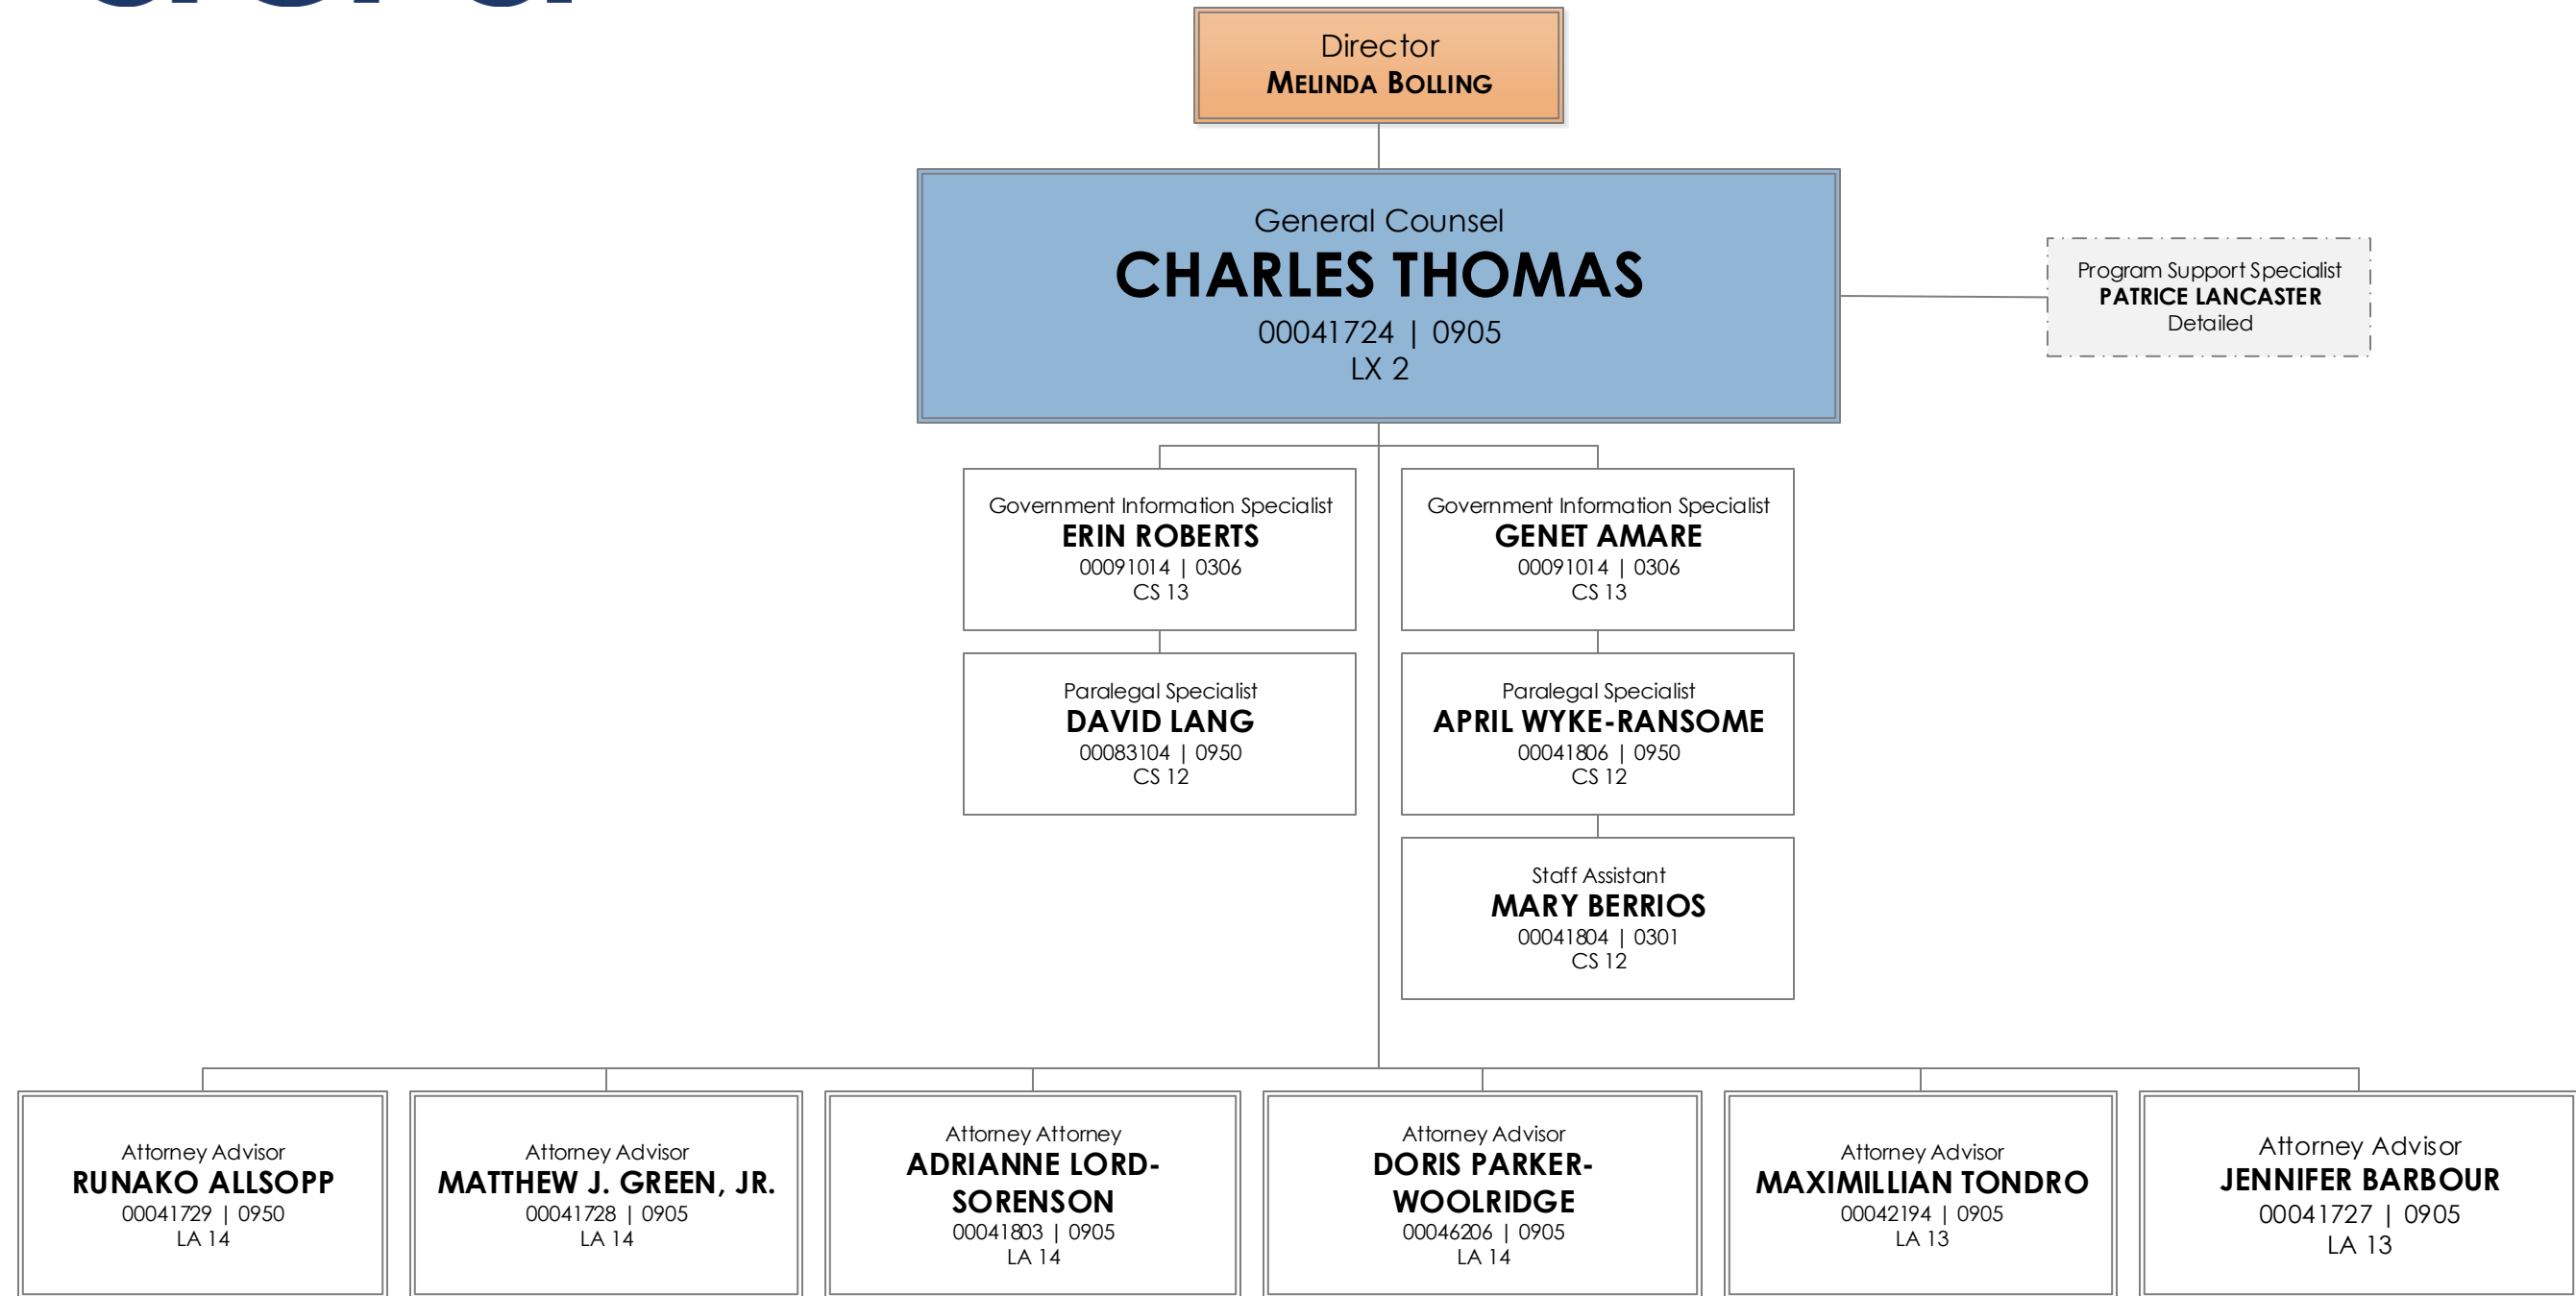 Director
MELINDA BOLLING
General Counsel
CHARLES THOMAS
00041724 | 0905
LX 2
Program Support Specialist
PATRICE LANCASTER
Detailed
Government Information Specialist
ERIN ROBERTS
00091014 | 0306
CS 13
Government Information Specialist
GENET AMARE
00091014 | 0306
CS 13
Paralegal Specialist
DAVID LANG
00083104 | 0950
CS 12
Paralegal Specialist
APRIL WYKE-RANSOME
00041806 | 0950
CS 12
Staff Assistant
MARY BERRIOS
00041804 | 0301
CS 12
Attorney Advisor
RUNAKO ALLSOPP
00041729 | 0950
LA 14
Attorney Advisor
MATTHEW J. GREEN, JR.
00041728 | 0905
LA 14
Attorney Attorney
ADRIANNE LORD-
SORENSON
00041803 | 0905
LA 14
Attorney Advisor
DORIS PARKER-
WOOLRIDGE
00046206 | 0905
LA 14
Attorney Advisor
MAXIMILLIAN TONDRO
00042194 | 0905
LA 13
Attorney Advisor
JENNIFER BARBOUR
00041727 | 0905
LA 13